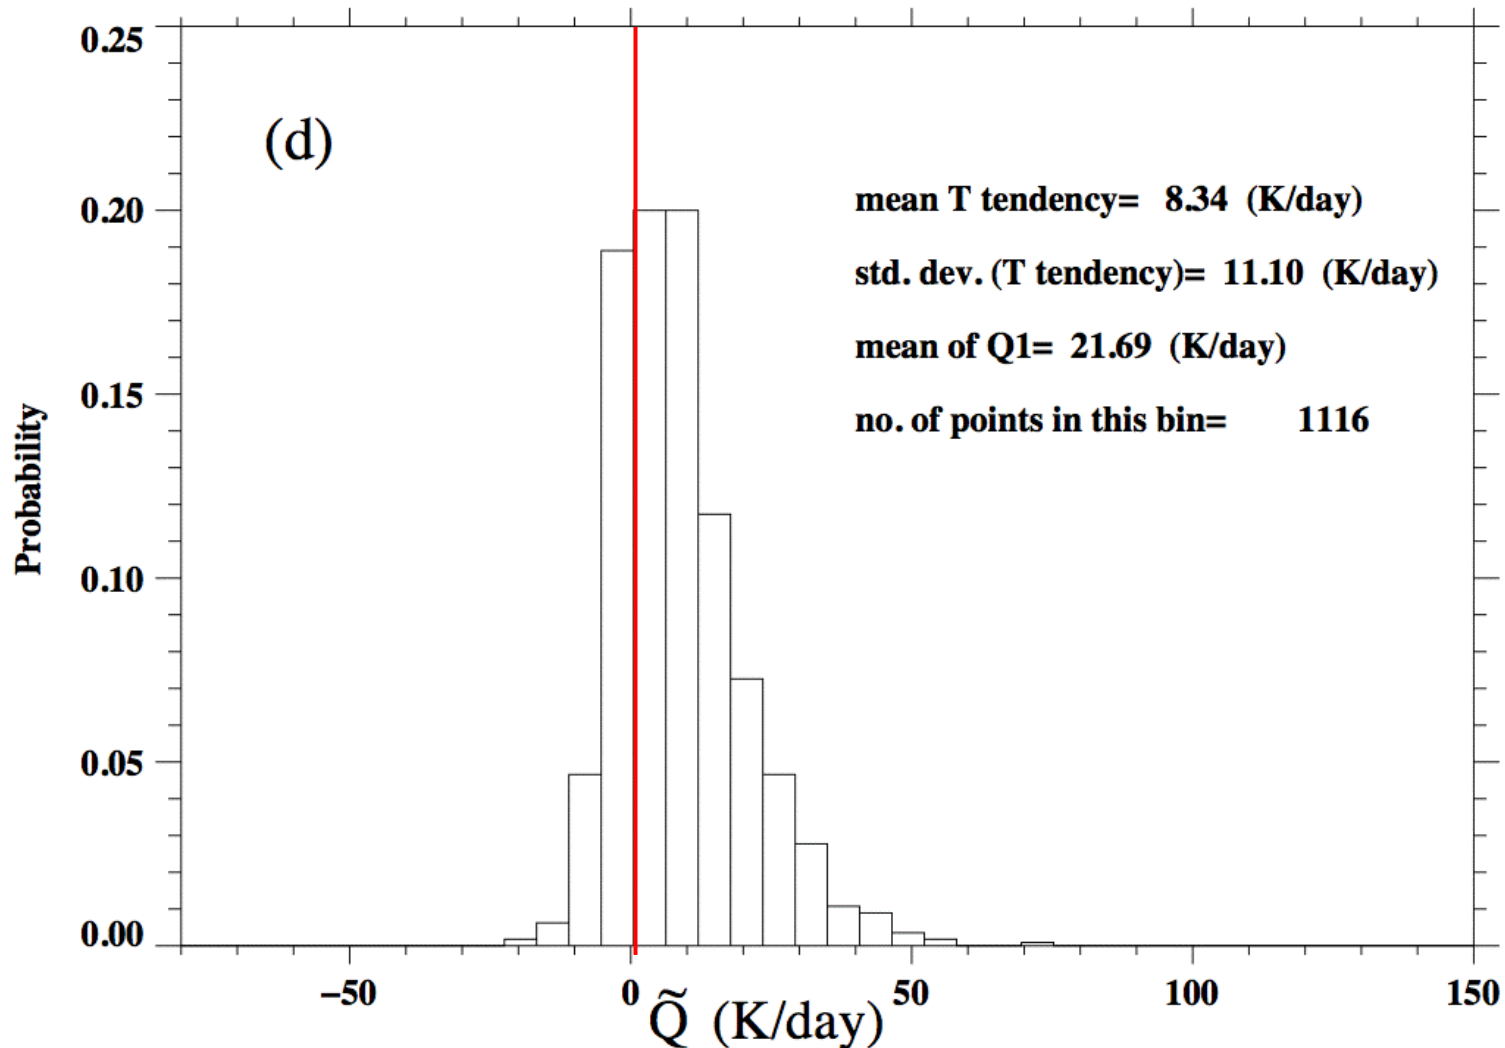 0.25
(d)
0.20
mean T tendency= 8.34 (K/day)
std. dev. (T tendency)= 11.10 (K/day)
0.15
mean of Q1= 21.69 (K/day)
no. of points in this bin= 1116
Probability
0.10
0.05
0.00
−50 0 50 100 150
Q̃ (K/day)